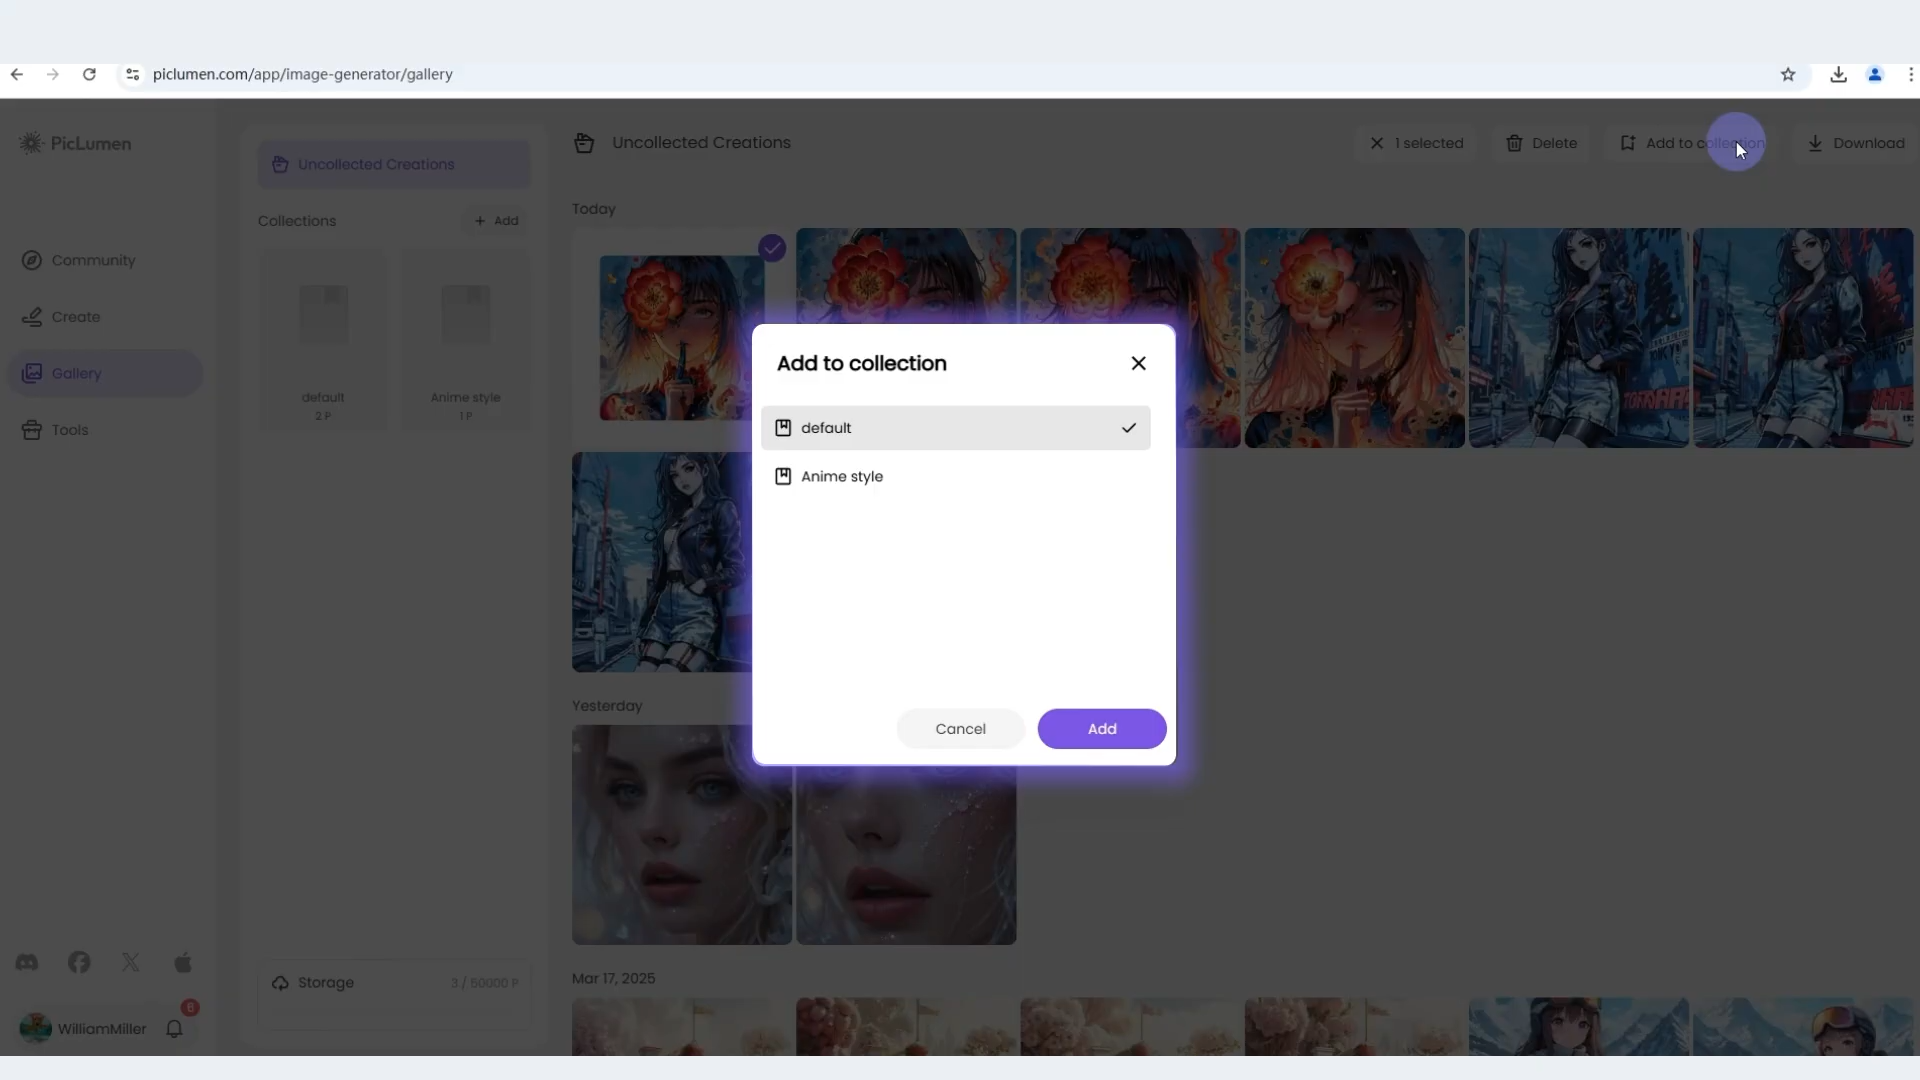 piclumen.com/app/image-generator/gallery
PicLumen
Community
Create
Gallery
Tools
Uncollected Creations
Collections
+ Add
default
2 P
Anime style
1 P
Uncollected Creations
1 selected
Delete
Add to collection
Download
Today
Add to collection
default
Anime style
Cancel
Add
Yesterday
Mar 17, 2025
Storage
3 / 50000 P
WilliamMiller
6